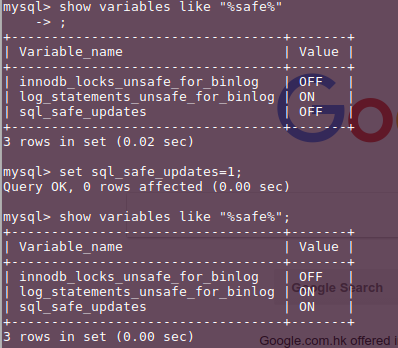 mysql> show variables like "%safe%"
    -> ;
+-------------------------------+-------+
| Variable_name                 | Value |
+-------------------------------+-------+
| innodb_locks_unsafe_for_binlog | OFF   |
| log_statements_unsafe_for_binlog | ON    |
| sql_safe_updates              | OFF   |
+-------------------------------+-------+
3 rows in set (0.02 sec)
mysql> set sql_safe_updates=1;
Query OK, 0 rows affected (0.00 sec)
mysql> show variables like "%safe%";
+-------------------------------+-------+
| Variable_name                 | Value |
+-------------------------------+-------+
| innodb_locks_unsafe_for_binlog | OFF   |
| log_statements_unsafe_for_binlog | ON    |
| sql_safe_updates              | ON    |
+-------------------------------+-------+
3 rows in set (0.00 sec)
Goo
Google Search
Google.com.hk offered